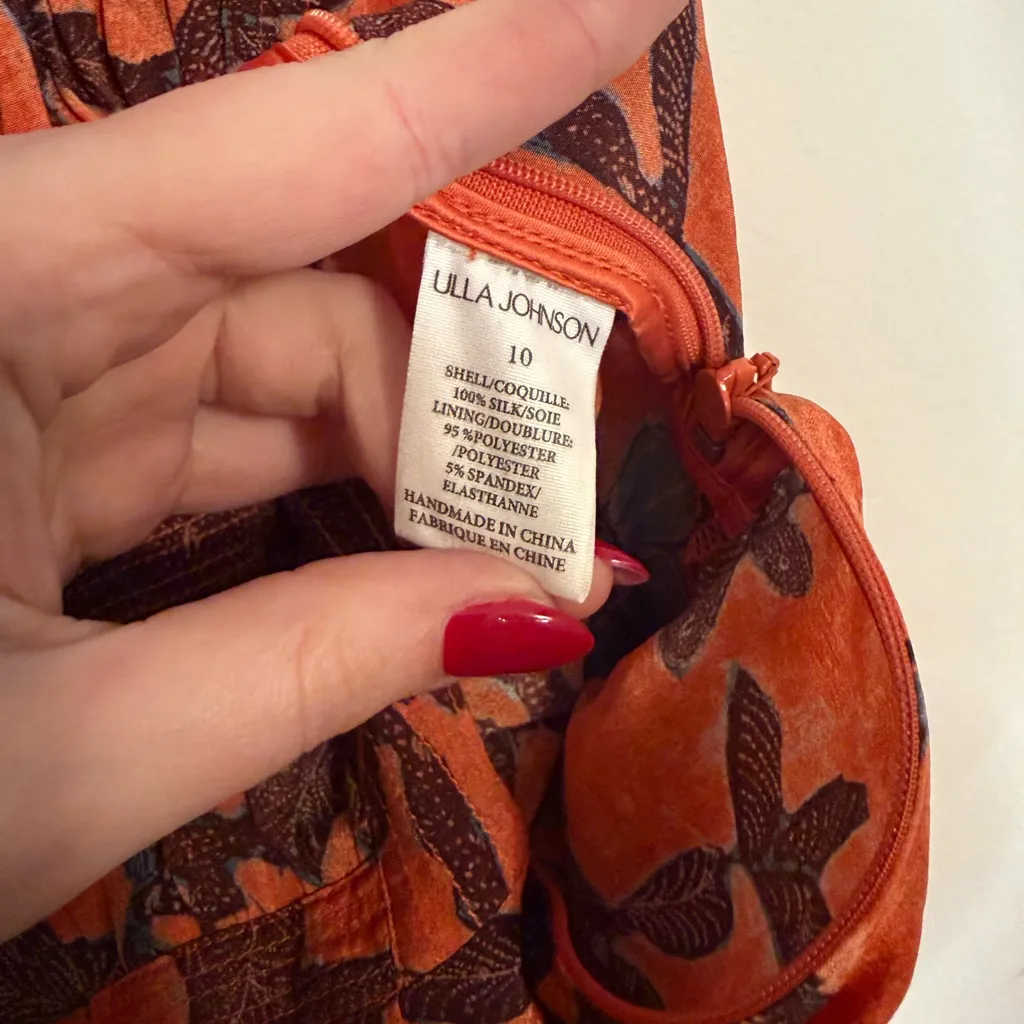 ULLA JOHNSON
10
SHELL/COQUILLE:
100% SILK/SOIE
LINING/DOUBLURE:
95 %POLYESTER
/POLYESTER
5% SPANDEX/
ELASTHANNE
HANDMADE IN CHINA
FABRIQUE EN CHINE